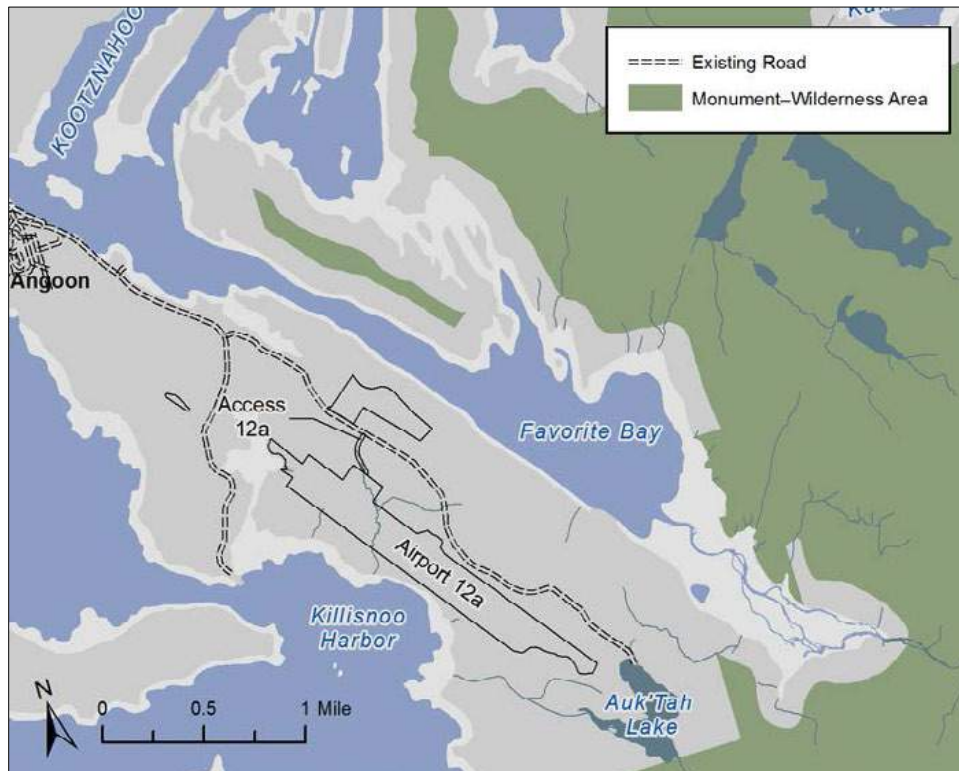 KOOTZNAHOO
Existing Road
Monument–Wilderness Area
Angoon
Access
12a
Favorite Bay
Airport 12a
Killisnoo
Harbor
Auk'Tah
Lake
N
0 0.5 1 Mile